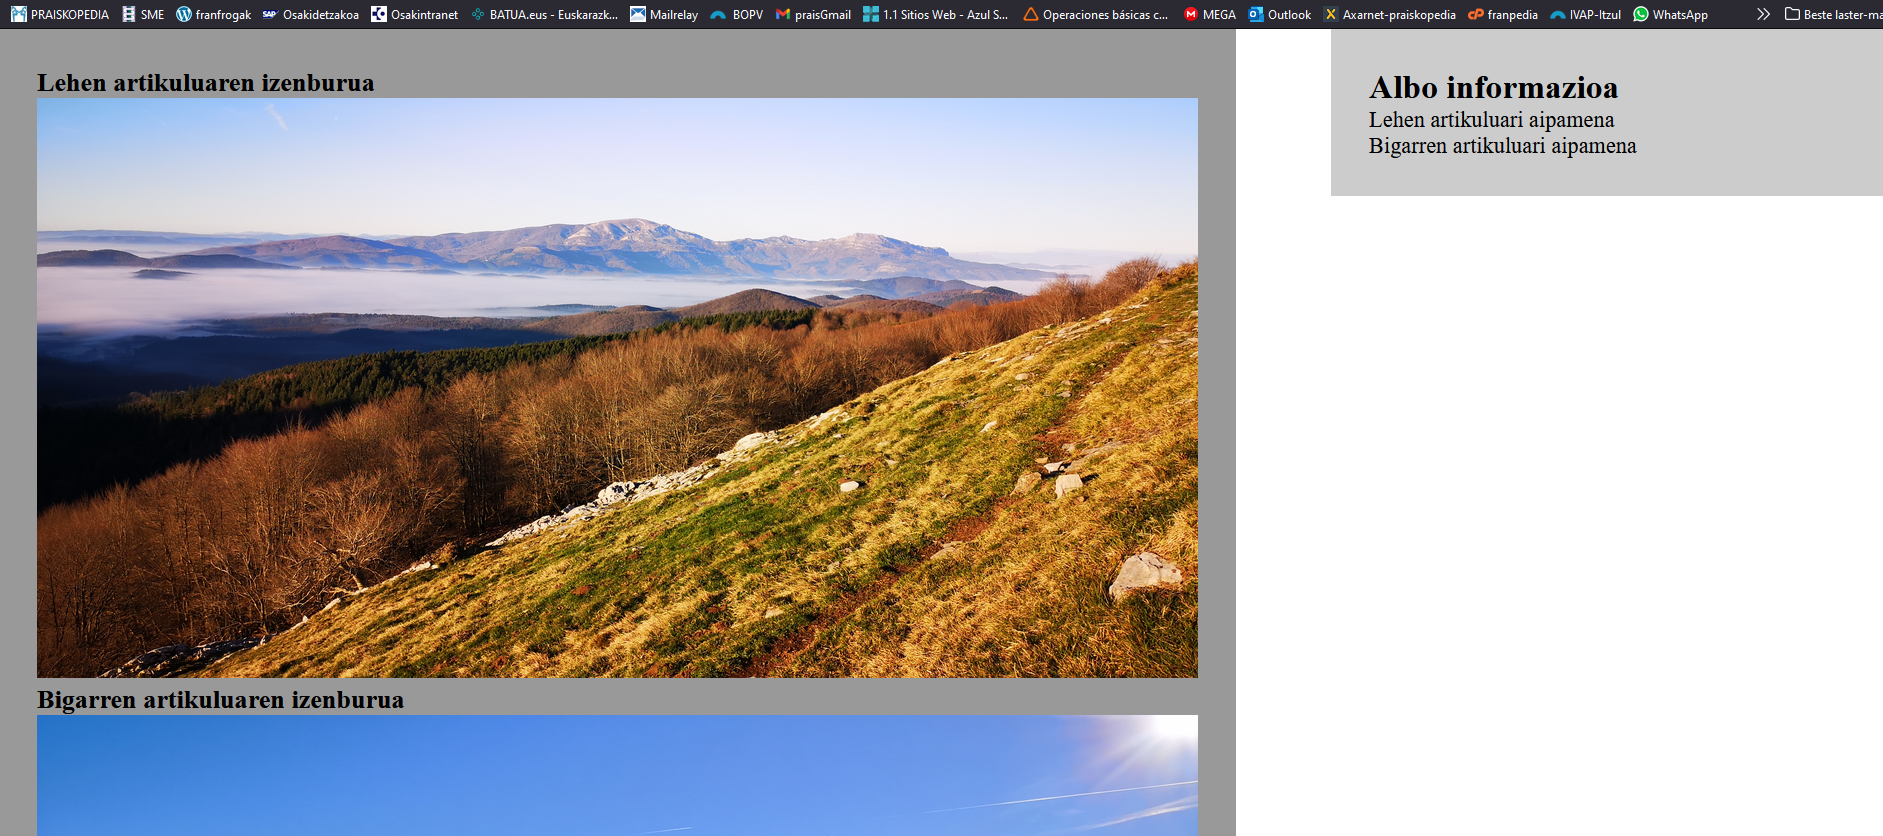 PRAISKOPEDIA SME franfrogak Osakidetzakoa Osakintranet BATUA.eus - Euskarazk... Mailrelay BOPV praisGmail 1.1 Sitios Web - Azul S... Operaciones básicas c... MEGA Outlook Axarnet-praiskopedia franpedia IVAP-Itzul WhatsApp Beste laster-ma
Lehen artikuluaren izenburua
Bigarren artikuluaren izenburua
Albo informazioa
Lehen artikuluari aipamena
Bigarren artikuluari aipamena